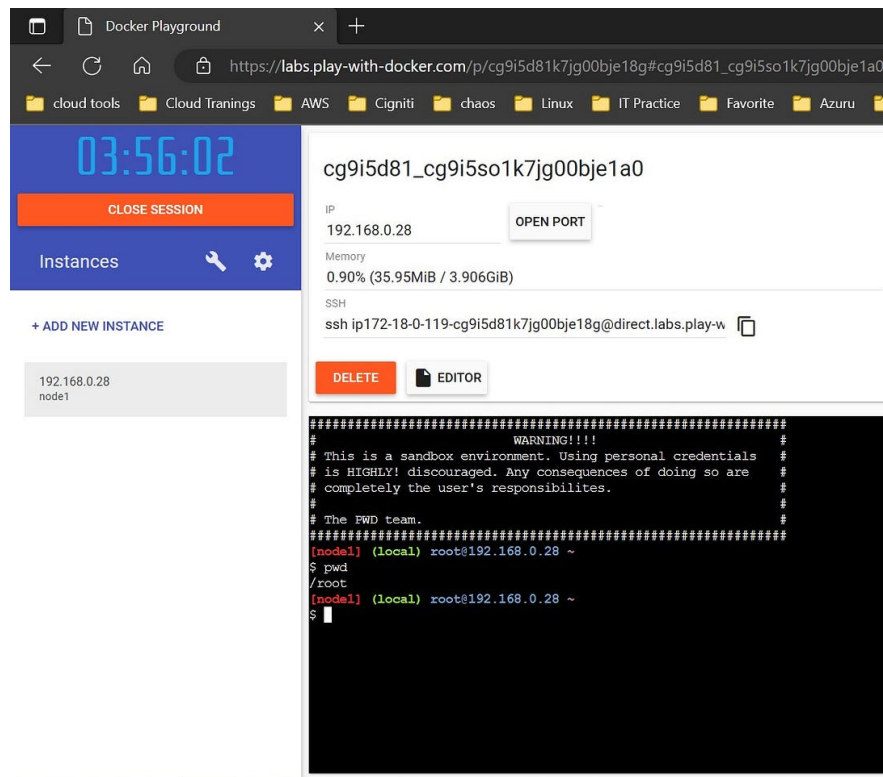 Docker Playground
https://labs.play-with-docker.com/p/cg9i5d81k7jg00bje18g#cg9i5d81_cg9i5so1k7jg00bje1a0
cloud tools Cloud Tranings AWS Cigniti chaos Linux IT Practice Favorite Azuru
03:56:02
CLOSE SESSION
Instances
+ ADD NEW INSTANCE
192.168.0.28
node1
cg9i5d81_cg9i5so1k7jg00bje1a0
IP
192.168.0.28
OPEN PORT
Memory
0.90% (35.95MiB / 3.906GiB)
SSH
ssh ip172-18-0-119-cg9i5d81k7jg00bje18g@direct.labs.play-w
DELETE
EDITOR
###############################################################
# WARNING!!!! #
# This is a sandbox environment. Using personal credentials #
# is HIGHLY! discouraged. Any consequences of doing so are #
# completely the user's responsibilites. #
# #
# The PWD team. #
###############################################################
[node1] (local) root@192.168.0.28 ~
$ pwd
/root
[node1] (local) root@192.168.0.28 ~
$